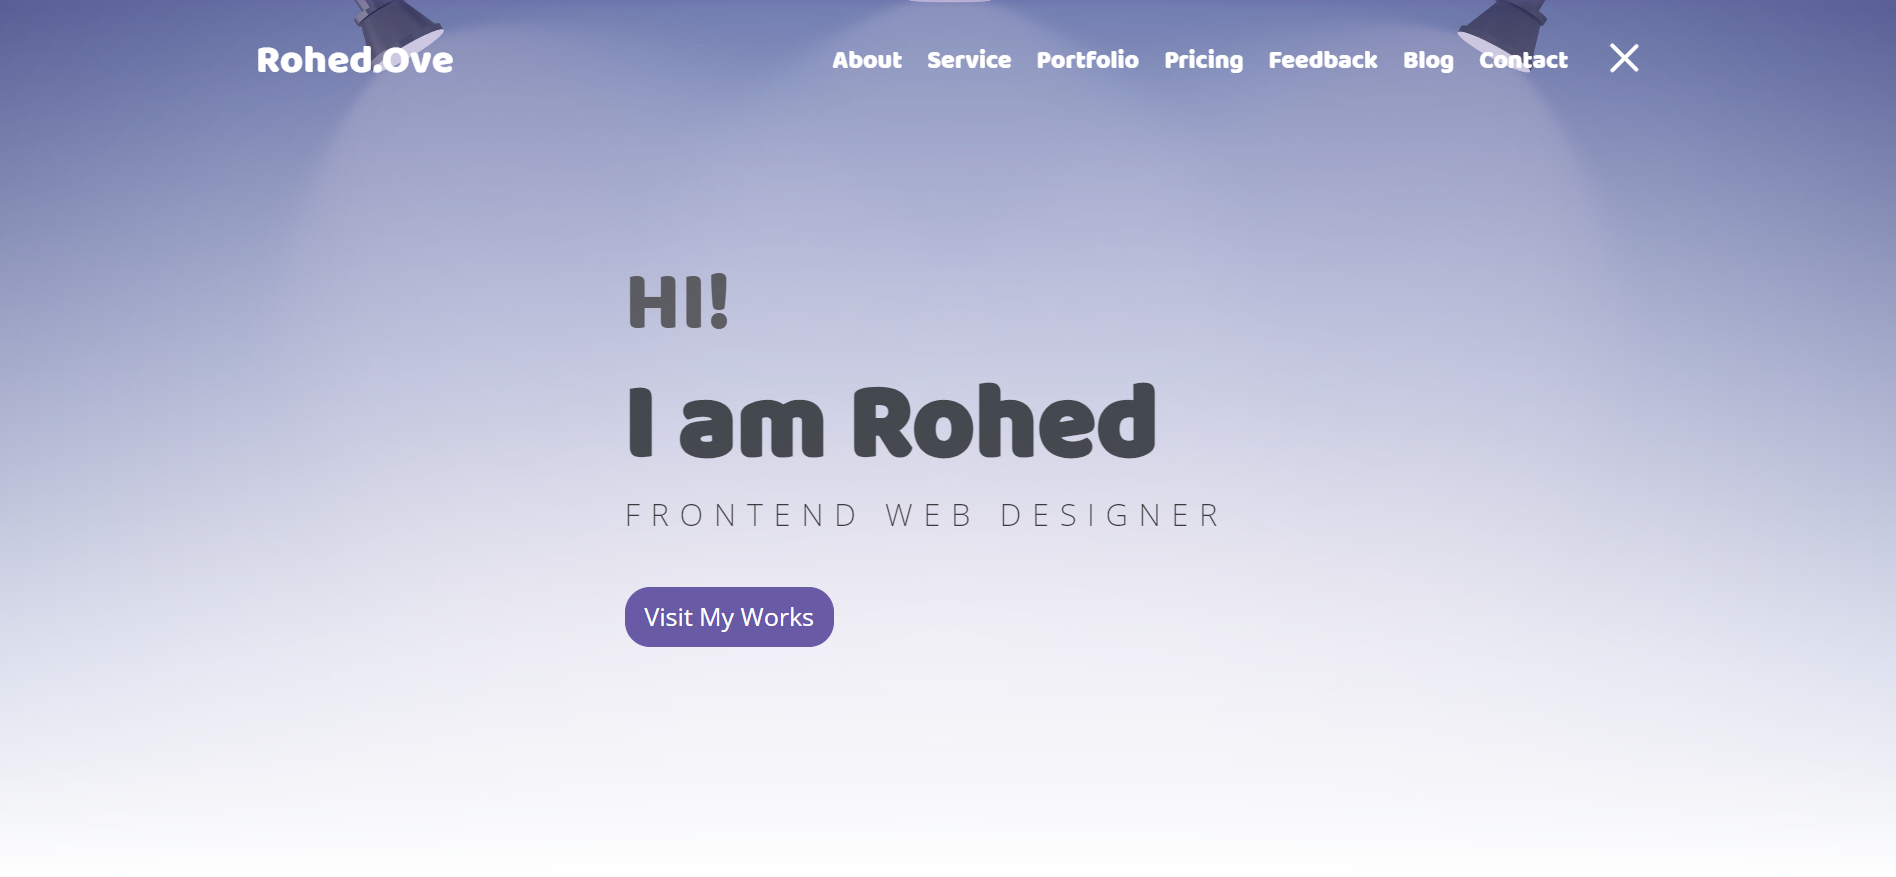 Rohed.Ove
About Service Portfolio Pricing Feedback Blog Contact
HI!
I am Rohed
FRONTEND WEB DESIGNER
Visit My Works